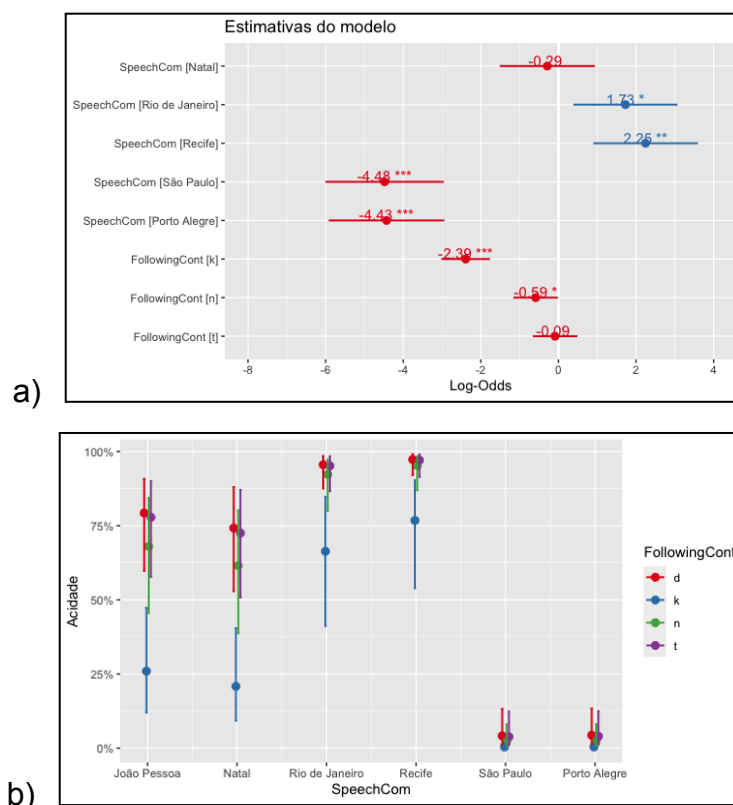 Estimativas do modelo
SpeechCom [Natal]
-0.29
SpeechCom [Rio de Janeiro]
1.73 *
SpeechCom [Recife]
2.25 **
SpeechCom [São Paulo]
-4.48 ***
SpeechCom [Porto Alegre]
-4.43 ***
FollowingCont [k]
-2.39 ***
FollowingCont [n]
-0.59 *
FollowingCont [t]
-0.09
-8 -6 -4 -2 0 2 4
Log-Odds
a)
100%
75%
50%
25%
0%
Acidade
João Pessoa Natal Rio de Janeiro Recife São Paulo Porto Alegre
SpeechCom
FollowingCont
d
k
n
t
b)